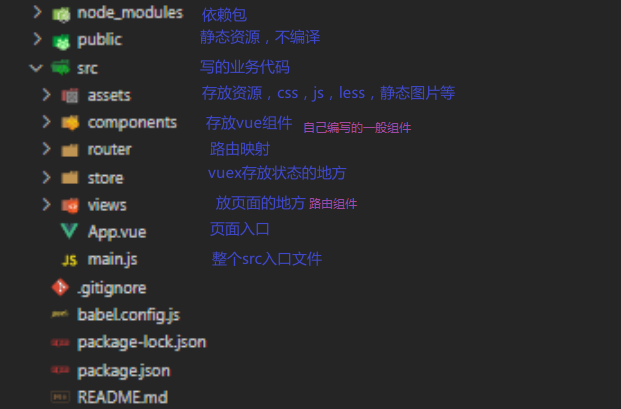 node_modules 依赖包
public 静态资源，不编译
src 写的业务代码
assets 存放资源，css，js，less，静态图片等
components 存放vue组件 自己编写的一般组件
router 路由映射
store vuex存放状态的地方
views 放页面的地方 路由组件
App.vue 页面入口
JS main.js 整个src入口文件
.gitignore
babel.config.js
package-lock.json
package.json
README.md